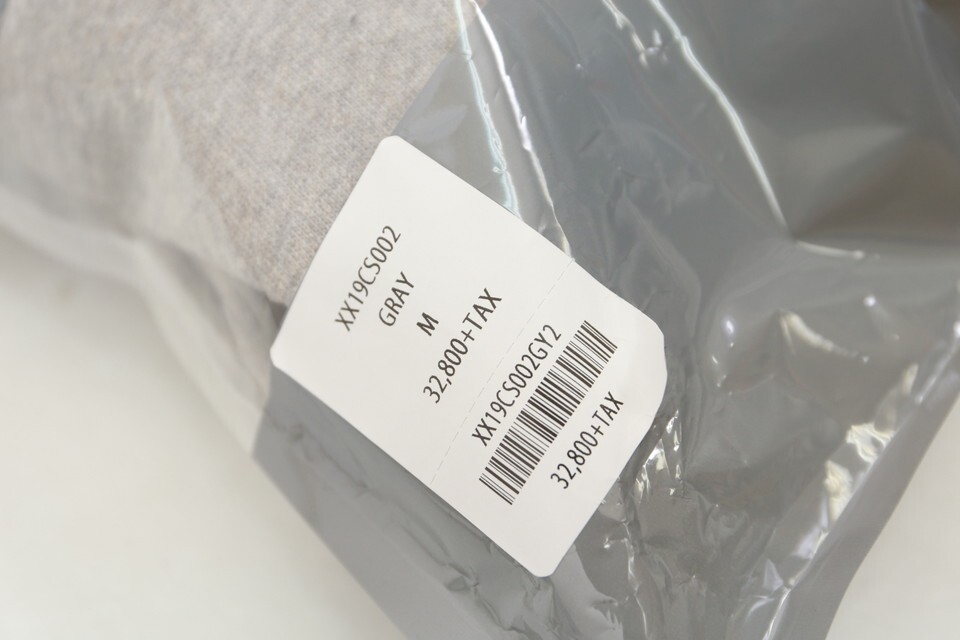 XX19CS002
GRAY
M
32,800+TAX
XX19CS002GY2
32,800+TAX